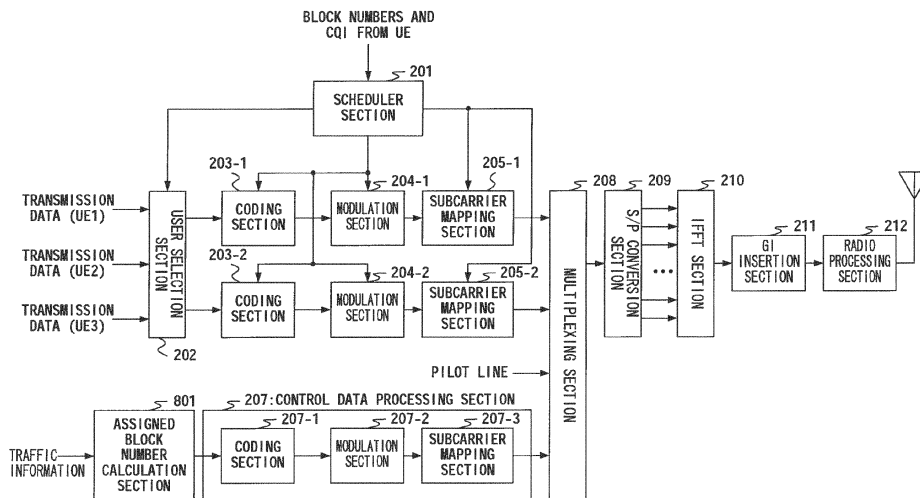 BLOCK NUMBERS AND
CQI FROM UE
201
SCHEDULER
SECTION
203-1
204-1
205-1
208
209
210
TRANSMISSION
DATA (UE1)
TRANSMISSION
DATA (UE2)
TRANSMISSION
DATA (UE3)
USER SELECTION
SECTION
202
CODING
SECTION
MODULATION
SECTION
SUBCARRIER
MAPPING
SECTION
203-2
204-2
205-2
CODING
SECTION
MODULATION
SECTION
SUBCARRIER
MAPPING
SECTION
MULTIPLEXING SECTION
S/P CONVERSION
SECTION
IFFT SECTION
211
GI
INSERTION
SECTION
212
RADIO
PROCESSING
SECTION
PILOT LINE
801
207:CONTROL DATA PROCESSING SECTION
TRAFFIC
INFORMATION
ASSIGNED
BLOCK
NUMBER
CALCULATION
SECTION
207-1
CODING
SECTION
207-2
MODULATION
SECTION
207-3
SUBCARRIER
MAPPING
SECTION